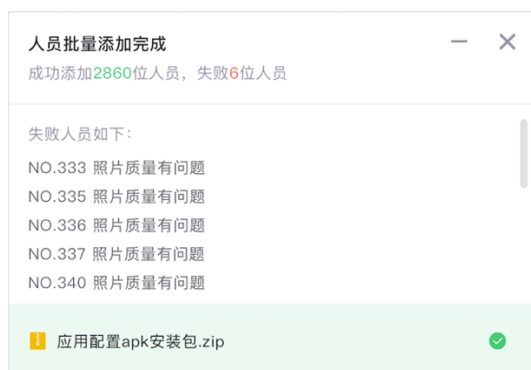 人员批量添加完成
成功添加2860位人员，失败6位人员
失败人员如下：
NO.333 照片质量有问题
NO.335 照片质量有问题
NO.336 照片质量有问题
NO.337 照片质量有问题
NO.340 照片质量有问题
应用配置apk安装包.zip